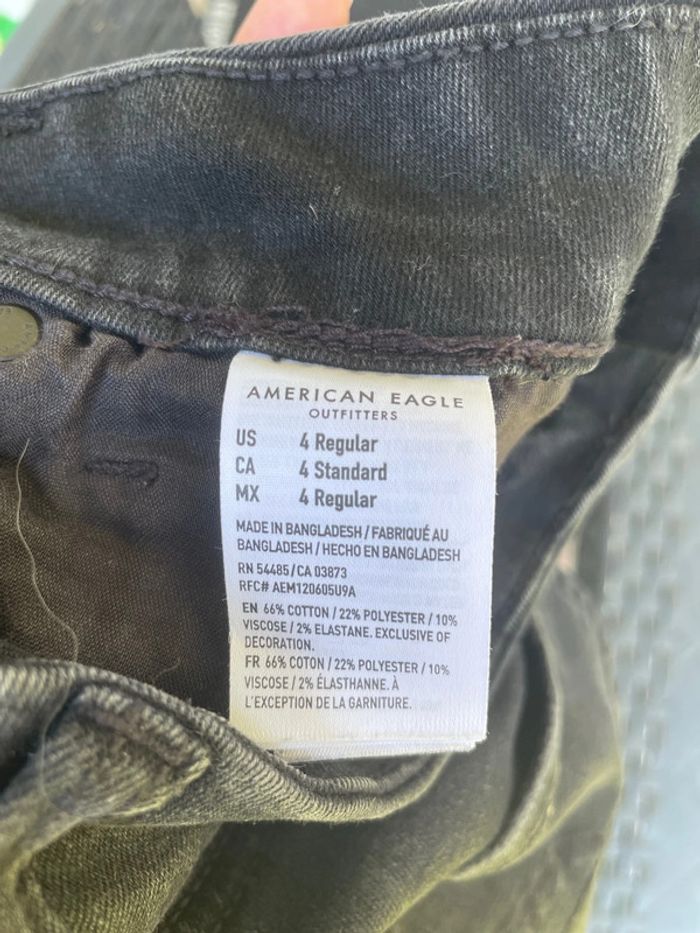 AMERICAN EAGLE
OUTFITTERS
US 4 Regular
CA 4 Standard
MX 4 Regular
MADE IN BANGLADESH / FABRIQUÉ AU
BANGLADESH / HECHO EN BANGLADESH
RN 54485 / CA 03873
RFC# AEM120605U9A
EN 66% COTTON / 22% POLYESTER / 10%
VISCOSE / 2% ELASTANE. EXCLUSIVE OF
DECORATION.
FR 66% COTON / 22% POLYESTER / 10%
VISCOSE / 2% ÉLASTHANNE. À
L'EXCEPTION DE LA GARNITURE.